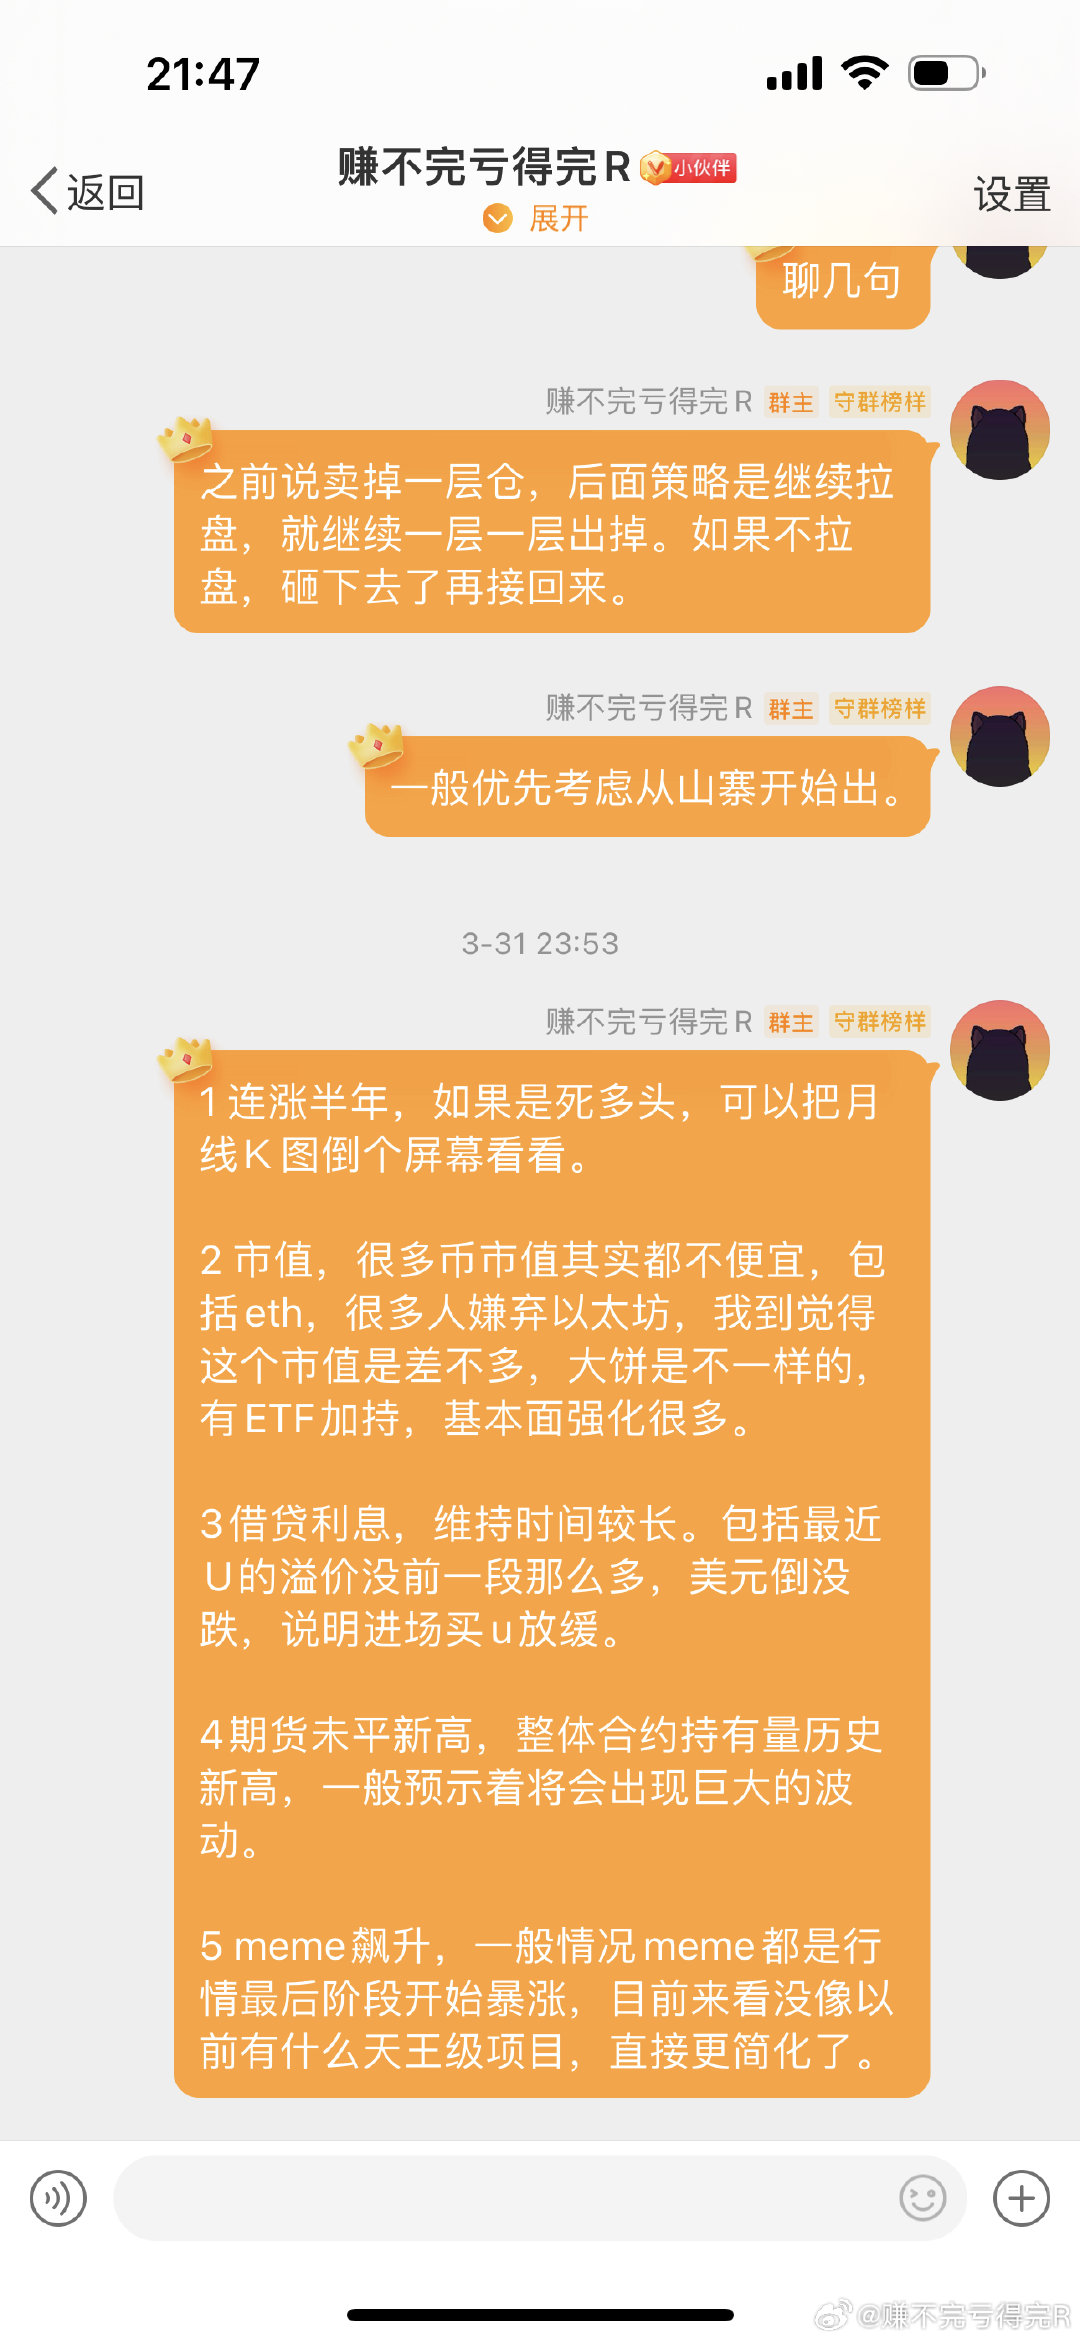 21:47
返回
赚不完亏得完R
小伙伴
展开
设置
聊几句
赚不完亏得完R 群主 守群榜样
之前说卖掉一层仓，后面策略是继续拉
盘，就继续一层一层出掉。如果不拉
盘，砸下去了再接回来。
赚不完亏得完R 群主 守群榜样
一般优先考虑从山寨开始出。
3-31 23:53
赚不完亏得完R 群主 守群榜样
1连涨半年，如果是死多头，可以把月
线K图倒个屏幕看看。
2 市值，很多币市值其实都不便宜，包
括eth，很多人嫌弃以太坊，我到觉得
这个市值是差不多，大饼是不一样的，
有ETF加持，基本面强化很多。
3借贷利息，维持时间较长。包括最近
U的溢价没前一段那么多，美元倒没
跌，说明进场买u放缓。
4期货未平新高，整体合约持有量历史
新高，一般预示着将会出现巨大的波
动。
5 meme飙升，一般情况meme都是行
情最后阶段开始暴涨，目前来看没像以
前有什么天王级项目，直接更简化了。
@赚不完亏得完R